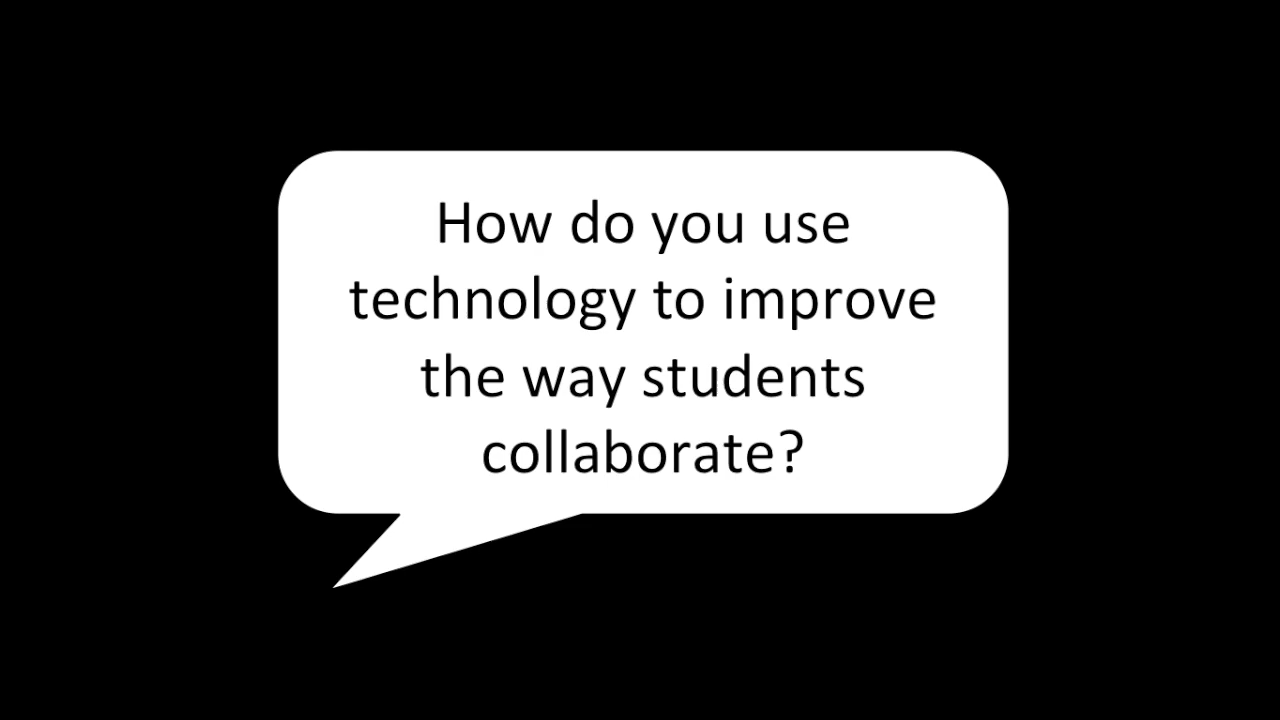 How do you use
technology to improve
the way students
collaborate?